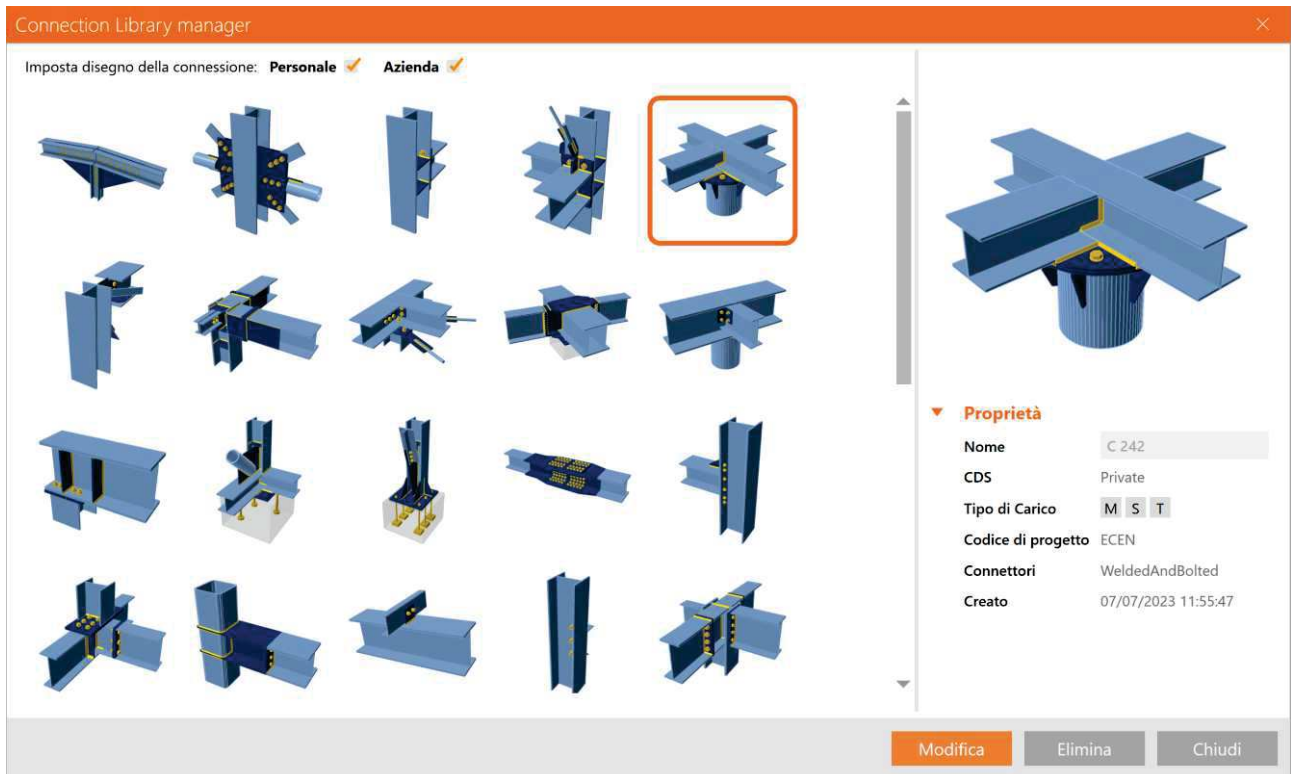 Connection Library manager
Imposta disegno della connessione: Personale Azienda
Proprietà
Nome C 242
CDS Private
Tipo di Carico M S T
Codice di progetto ECEN
Connettori WeldedAndBolted
Creato 07/07/2023 11:55:47
Modifica Elimina Chiudi